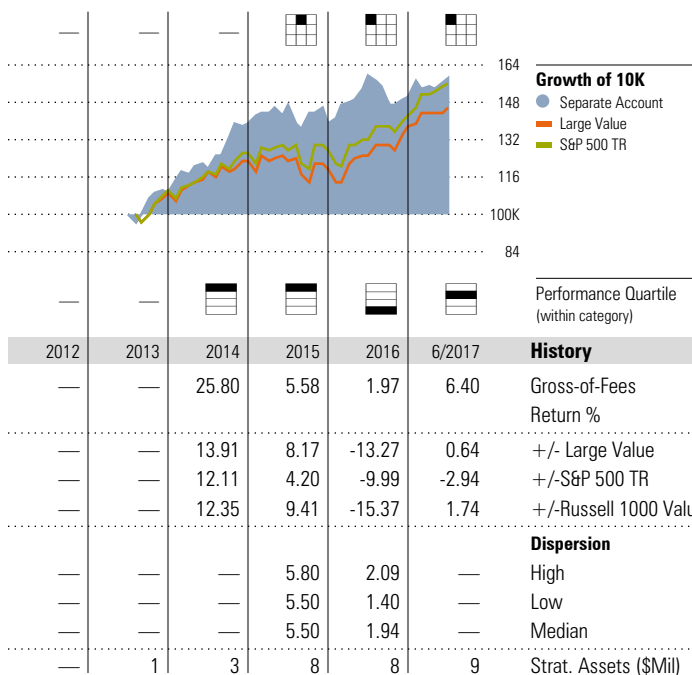 — — —
164
148
132
116
100K
84
Growth of 10K
Separate Account
Large Value
S&P 500 TR
— — Performance Quartile
(within category)
2012 2013 2014 2015 2016 6/2017 History
— — 25.80 5.58 1.97 6.40 Gross-of-Fees
Return %
— — 13.91 8.17 -13.27 0.64 +/- Large Value
— — 12.11 4.20 -9.99 -2.94 +/-S&P 500 TR
— — 12.35 9.41 -15.37 1.74 +/-Russell 1000 Valu
Dispersion
— — — 5.80 2.09 — High
— — — 5.50 1.40 — Low
— — — 5.50 1.94 — Median
— 1 3 8 8 9 Strat. Assets ($Mil)